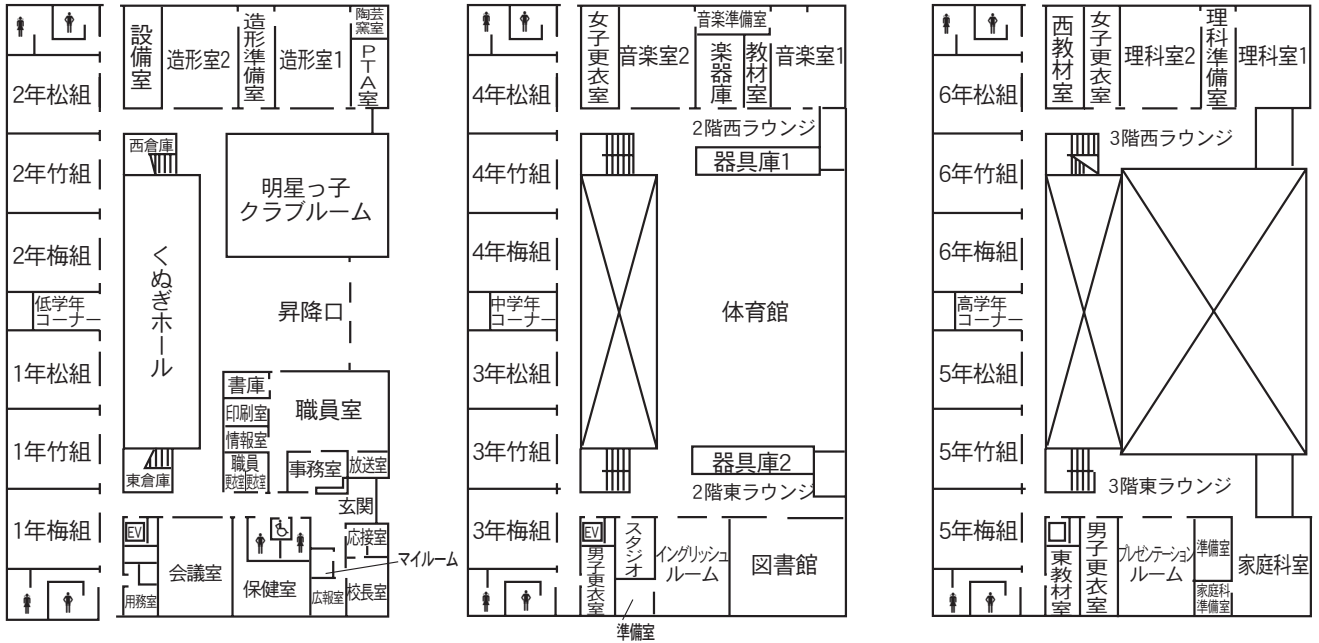 設備室
造形室2
造形準備室
造形室1
陶芸
窯室
PTA室
2年松組
2年竹組
2年梅組
低学年
コーナー
1年松組
1年竹組
1年梅組
西倉庫
くぬぎホール
東倉庫
明星っ子
クラブルーム
昇降口
書庫
印刷室
情報室
職員
更衣室
更衣室
職員室
事務室
放送室
玄関
EV
用務室
会議室
保健室
広報室
応接室
校長室
マイルーム
女子更衣室
音楽室2
音楽準備室
楽器庫
教材室
音楽室1
4年松組
4年竹組
4年梅組
中学年
コーナー
3年松組
3年竹組
3年梅組
2階西ラウンジ
器具庫1
体育館
器具庫2
2階東ラウンジ
EV
男子更衣室
スタジオ
準備室
イングリッシュ
ルーム
図書館
西教材室
女子更衣室
理科室2
理科準備室
理科室1
6年松組
6年竹組
6年梅組
高学年
コーナー
5年松組
5年竹組
5年梅組
3階西ラウンジ
3階東ラウンジ
東教材室
男子更衣室
プレゼンテーション
ルーム
準備室
家庭科
準備室
家庭科室